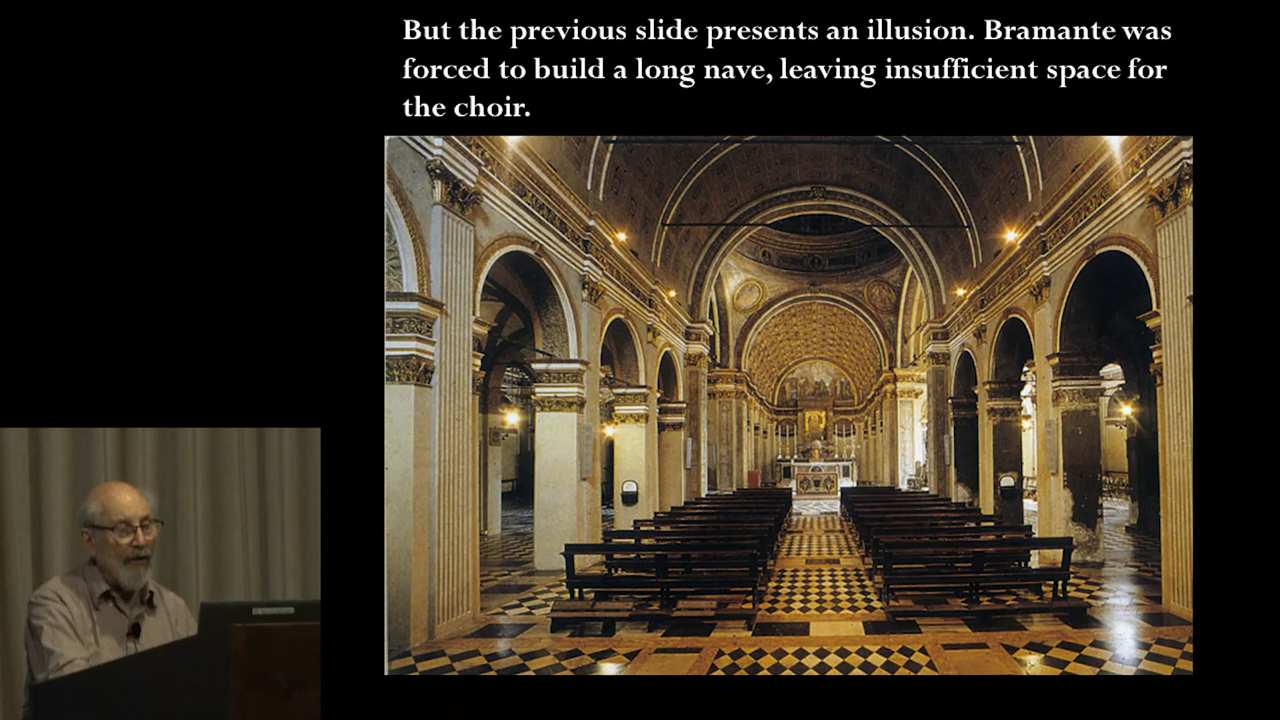 But the previous slide presents an illusion. Bramante was
forced to build a long nave, leaving insufficient space for
the choir.